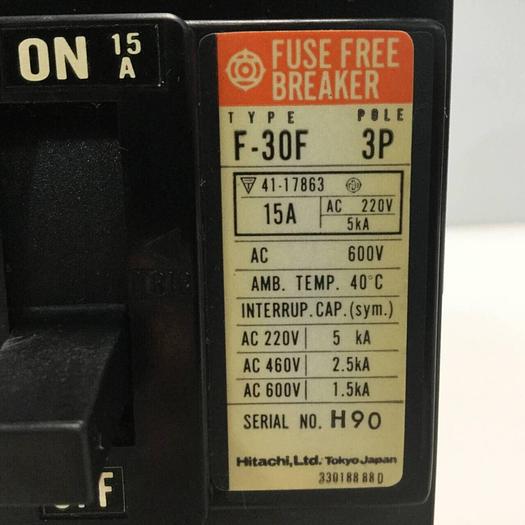 ON 15
A
FUSE FREE
BREAKER
TYPE POLE
F-30F 3P
41-17863
15A AC 220V
5kA
AC 600V
AMB. TEMP. 40°C
INTERRUP. CAP. (sym.)
AC 220V 5 kA
AC 460V 2.5kA
AC 600V 1.5kA
SERIAL NO. H90
Hitachi, Ltd. Tokyo Japan
330188 88 D
TRIP
OFF